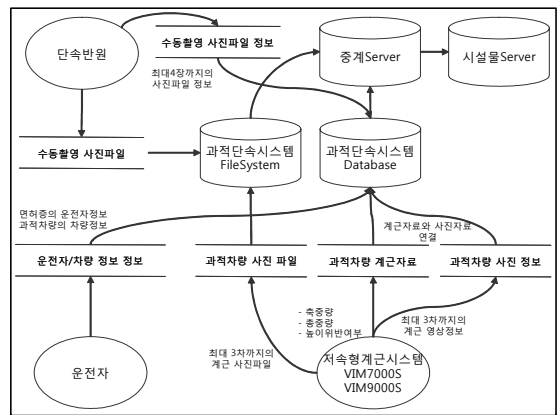 단속반원
수동촬영 사진파일 정보
중계Server
시설물Server
최대4장까지의
사진파일 정보
수동촬영 사진파일
과적단속시스템
FileSystem
과적단속시스템
Database
면허증의 운전자정보
과적차량의 차량정보
계근자료와 사진자료
연결
운전자/차량 정보 정보
과적차량 사진 파일
과적차량 계근자료
과적차량 사진 정보
- 축중량
- 총중량
- 높이위반여부
최대 3차까지의
계근 사진파일
최대 3차까지의
계근 영상정보
운전자
저속형계근시스템
VIM7000S
VIM9000S